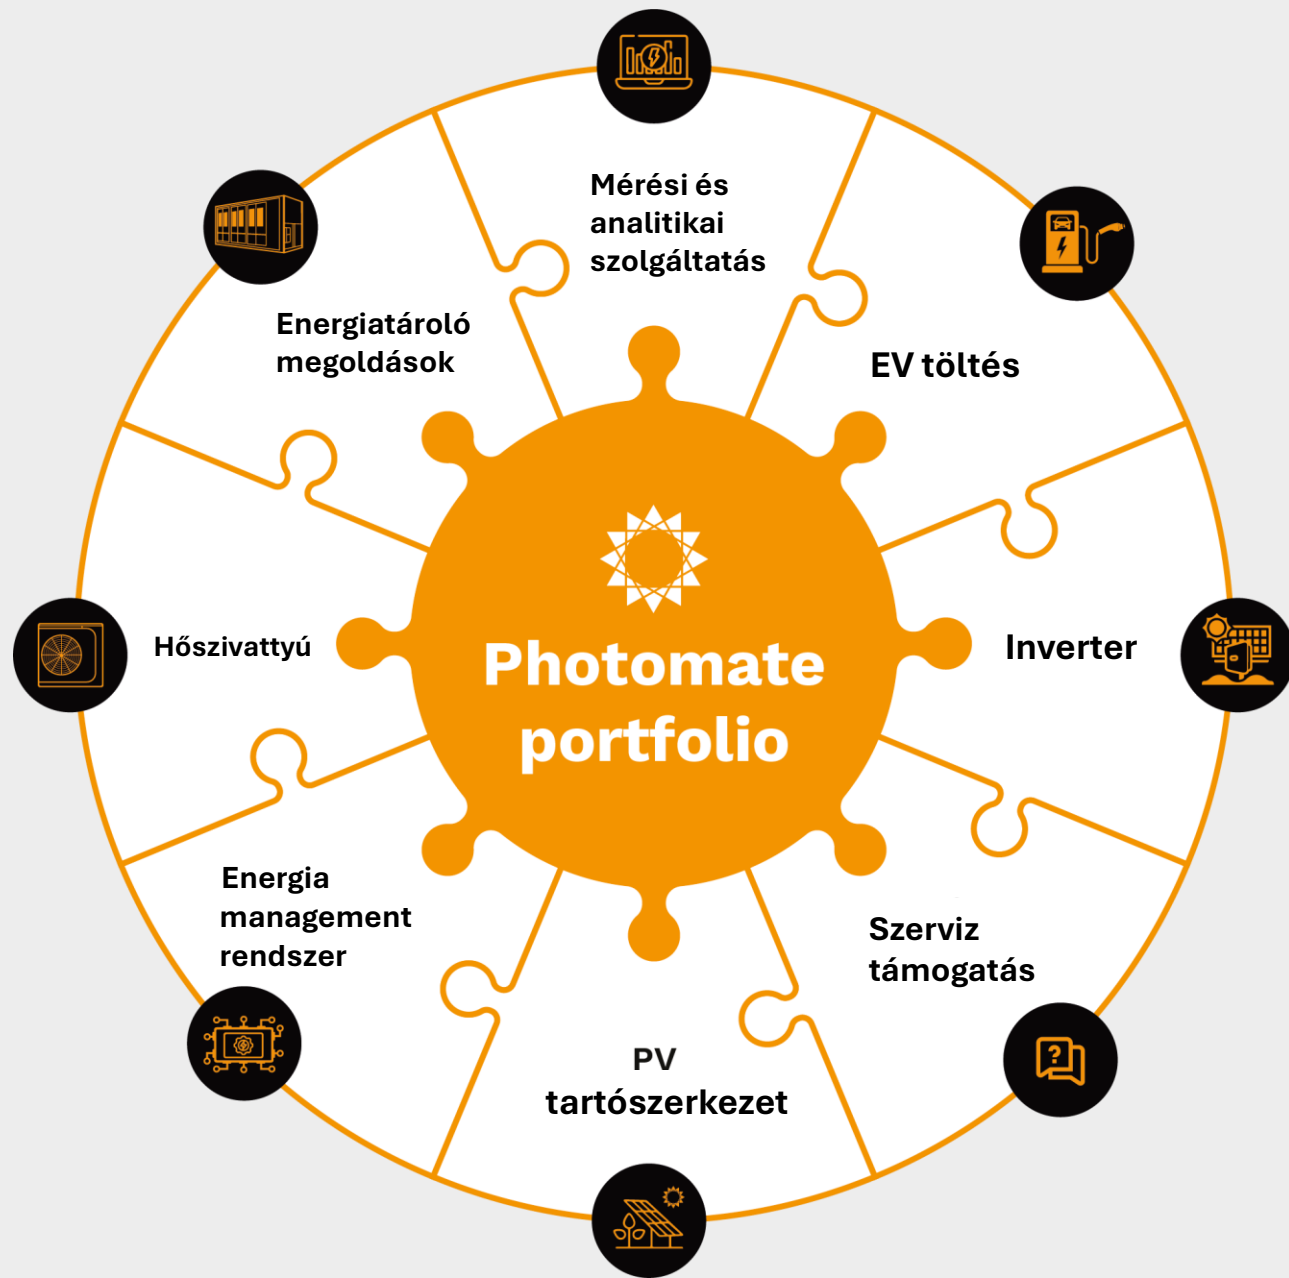 Mérési és
analitikai
szolgáltatás
EV töltés
Energiatároló
megoldások
Hőszivattyú
Photomate
portfolio
Inverter
Energia
management
rendszer
Szerviz
támogatás
PV
tartószerkezet
?